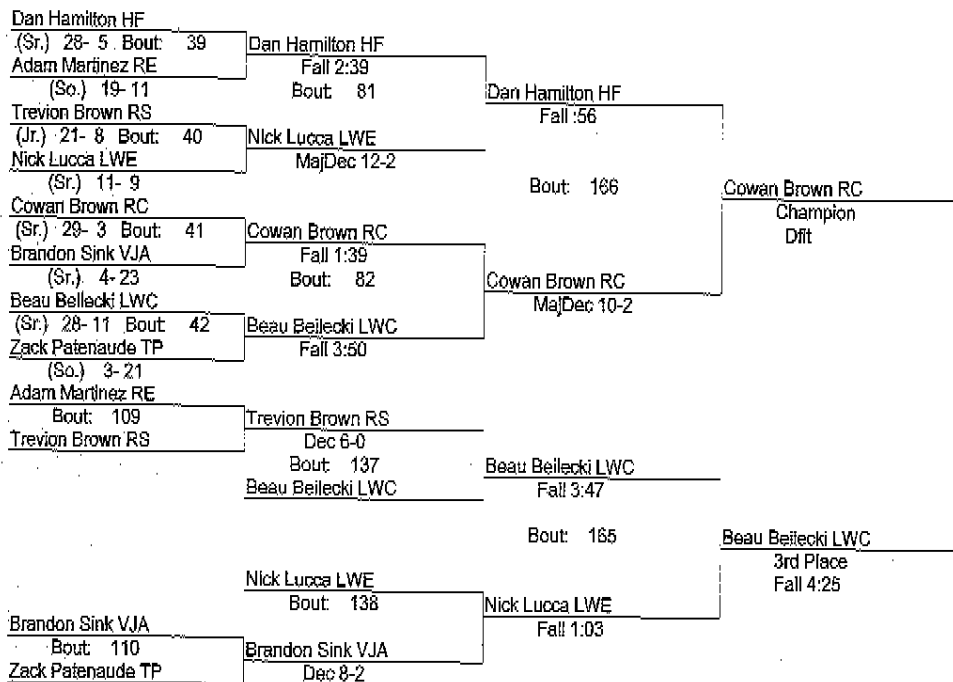 Dan Hamilton HF
(Sr.) 28- 5 Bout: 39
Adam Martinez RE
(So.) 19- 11
Trevion Brown RS
(Jr.) 21- 8 Bout: 40
Nick Lucca LWE
(Sr.) 11- 9
Cowan Brown RC
(Sr.) 29- 3 Bout: 41
Brandon Sink VJA
(Sr.) 4- 23
Beau Beilecki LWC
(Sr.) 28- 11 Bout: 42
Zack Patenaude TP
(So.) 3- 21
Adam Martinez RE
Bout: 109
Trevion Brown RS
Brandon Sink VJA
Bout: 110
Zack Patenaude TP
Dan Hamilton HF
Fall 2:39
Bout: 81
Nick Lucca LWE
MajDec 12-2
Cowan Brown RC
Fall 1:39
Bout: 82
Beau Beilecki LWC
Fall 3:50
Trevion Brown RS
Dec 6-0
Bout: 137
Beau Beilecki LWC
Nick Lucca LWE
Bout: 138
Brandon Sink VJA
Dec 8-2
Dan Hamilton HF
Fall :56
Bout: 166
Cowan Brown RC
MajDec 10-2
Beau Beilecki LWC
Fall 3:47
Bout: 165
Nick Lucca LWE
Fall 1:03
Cowan Brown RC
Champion
Dflt
Beau Beilecki LWC
3rd Place
Fall 4:25